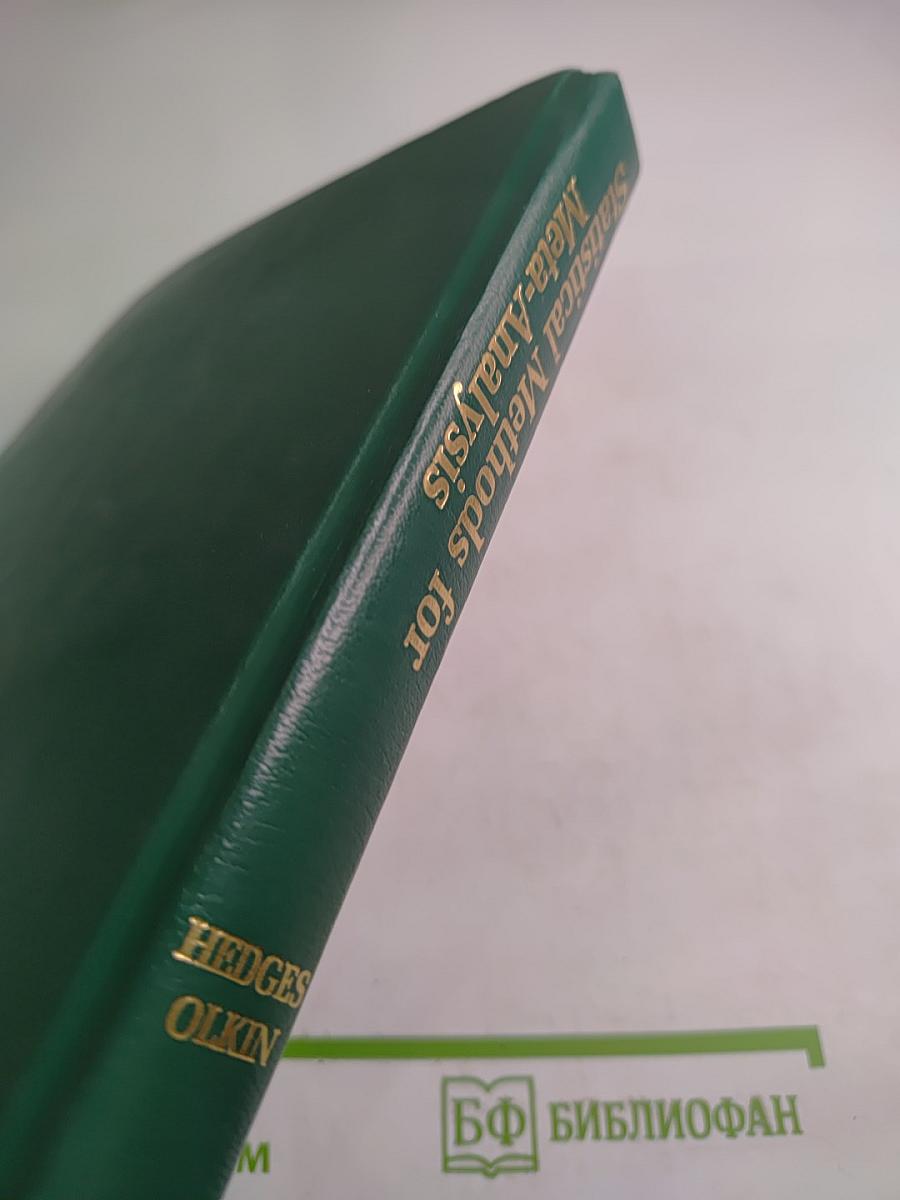 Statistical Methods for
Meta-Analysis
HEDGES
OLKIN
БФ БИБЛИОФАН
м